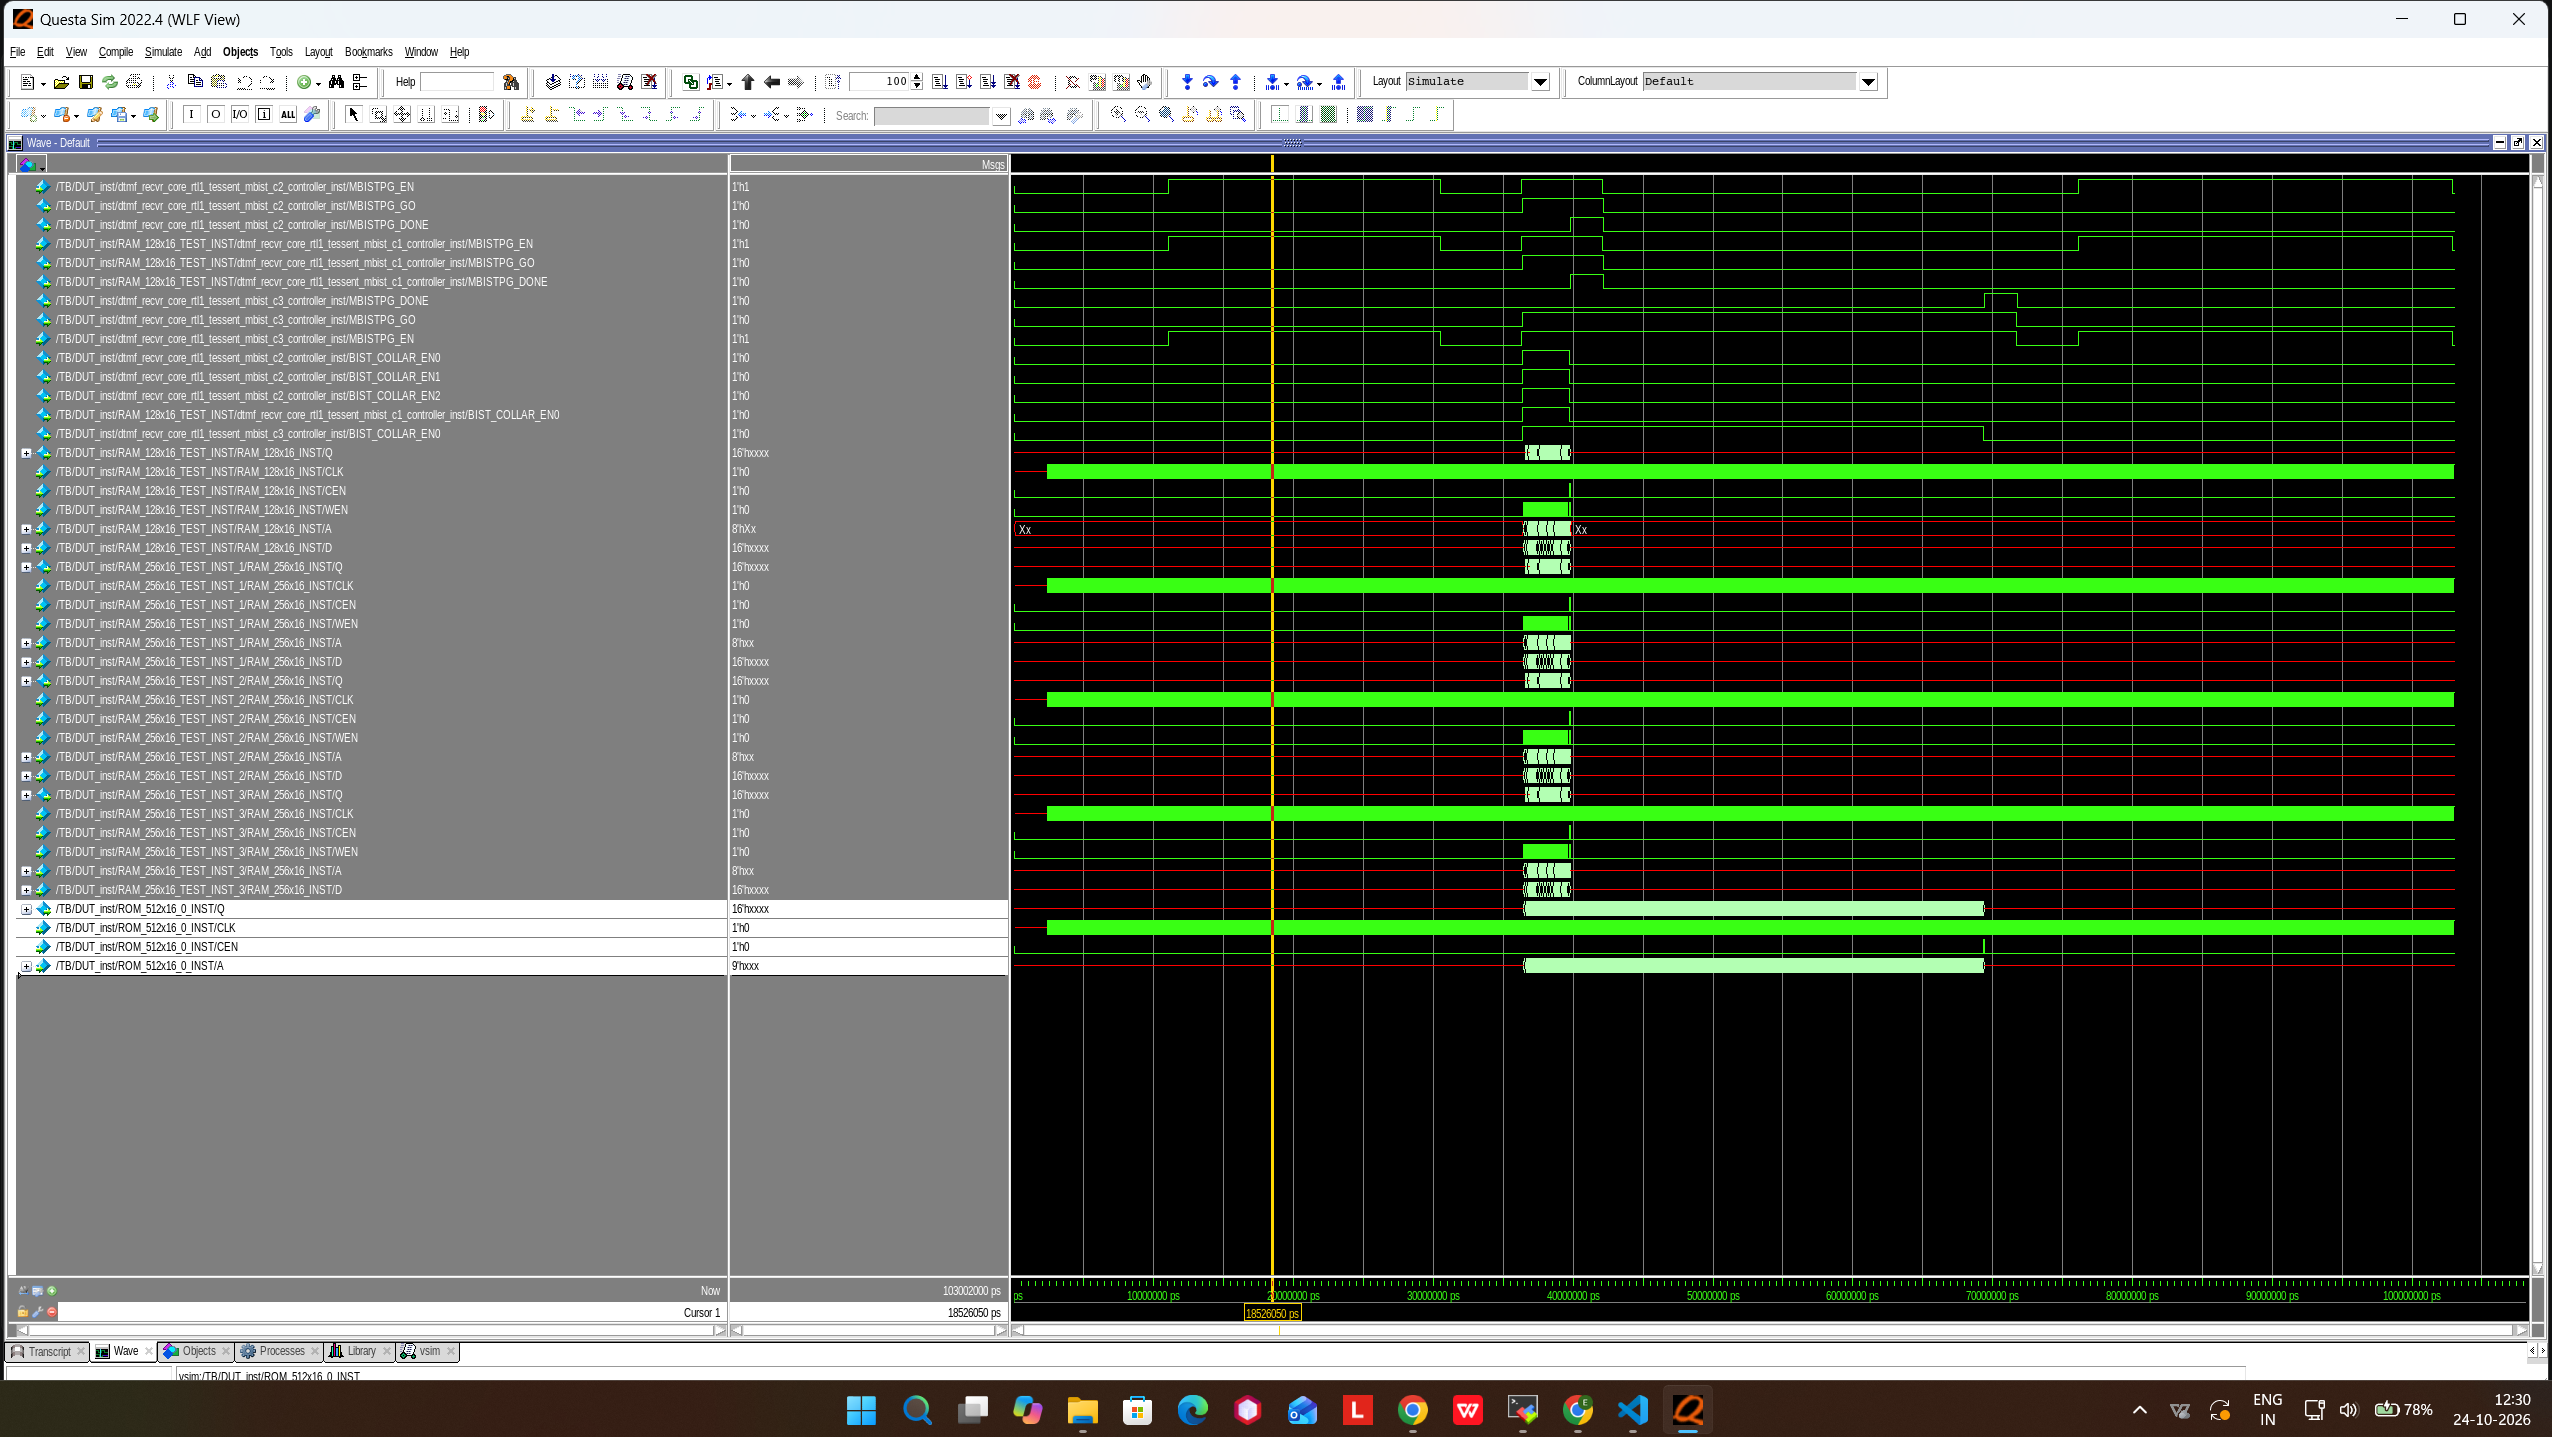 Questa Sim 2022.4 (WLF View)
File Edit View Compile Simulate Add Objects Tools Layout Bookmarks Window Help
Help 100 Layout Simulate ColumnLayout Default
I O I/O ALL Search:
Wave - Default
Msgs
/TB/DUT_inst/dtmf_recvr_core_rtl1_tessent_mbist_c2_controller_inst/MBISTPG_EN 1'h1
/TB/DUT_inst/dtmf_recvr_core_rtl1_tessent_mbist_c2_controller_inst/MBISTPG_GO 1'h0
/TB/DUT_inst/dtmf_recvr_core_rtl1_tessent_mbist_c2_controller_inst/MBISTPG_DONE 1'h0
/TB/DUT_inst/RAM_128x16_TEST_INST/dtmf_recvr_core_rtl1_tessent_mbist_c1_controller_inst/MBISTPG_EN 1'h1
/TB/DUT_inst/RAM_128x16_TEST_INST/dtmf_recvr_core_rtl1_tessent_mbist_c1_controller_inst/MBISTPG_GO 1'h0
/TB/DUT_inst/RAM_128x16_TEST_INST/dtmf_recvr_core_rtl1_tessent_mbist_c1_controller_inst/MBISTPG_DONE 1'h0
/TB/DUT_inst/dtmf_recvr_core_rtl1_tessent_mbist_c3_controller_inst/MBISTPG_DONE 1'h0
/TB/DUT_inst/dtmf_recvr_core_rtl1_tessent_mbist_c3_controller_inst/MBISTPG_GO 1'h0
/TB/DUT_inst/dtmf_recvr_core_rtl1_tessent_mbist_c3_controller_inst/MBISTPG_EN 1'h1
/TB/DUT_inst/dtmf_recvr_core_rtl1_tessent_mbist_c2_controller_inst/BIST_COLLAR_EN0 1'h0
/TB/DUT_inst/dtmf_recvr_core_rtl1_tessent_mbist_c2_controller_inst/BIST_COLLAR_EN1 1'h0
/TB/DUT_inst/dtmf_recvr_core_rtl1_tessent_mbist_c2_controller_inst/BIST_COLLAR_EN2 1'h0
/TB/DUT_inst/RAM_128x16_TEST_INST/dtmf_recvr_core_rtl1_tessent_mbist_c1_controller_inst/BIST_COLLAR_EN0 1'h0
/TB/DUT_inst/dtmf_recvr_core_rtl1_tessent_mbist_c3_controller_inst/BIST_COLLAR_EN0 1'h0
/TB/DUT_inst/RAM_128x16_TEST_INST/RAM_128x16_INST/Q 16'hxxxx
/TB/DUT_inst/RAM_128x16_TEST_INST/RAM_128x16_INST/CLK 1'h0
/TB/DUT_inst/RAM_128x16_TEST_INST/RAM_128x16_INST/CEN 1'h0
/TB/DUT_inst/RAM_128x16_TEST_INST/RAM_128x16_INST/WEN 1'h0
/TB/DUT_inst/RAM_128x16_TEST_INST/RAM_128x16_INST/A 8'hXx Xx Xx
/TB/DUT_inst/RAM_128x16_TEST_INST/RAM_128x16_INST/D 16'hxxxx
/TB/DUT_inst/RAM_256x16_TEST_INST_1/RAM_256x16_INST/Q 16'hxxxx
/TB/DUT_inst/RAM_256x16_TEST_INST_1/RAM_256x16_INST/CLK 1'h0
/TB/DUT_inst/RAM_256x16_TEST_INST_1/RAM_256x16_INST/CEN 1'h0
/TB/DUT_inst/RAM_256x16_TEST_INST_1/RAM_256x16_INST/WEN 1'h0
/TB/DUT_inst/RAM_256x16_TEST_INST_1/RAM_256x16_INST/A 8'hxx
/TB/DUT_inst/RAM_256x16_TEST_INST_1/RAM_256x16_INST/D 16'hxxxx
/TB/DUT_inst/RAM_256x16_TEST_INST_2/RAM_256x16_INST/Q 16'hxxxx
/TB/DUT_inst/RAM_256x16_TEST_INST_2/RAM_256x16_INST/CLK 1'h0
/TB/DUT_inst/RAM_256x16_TEST_INST_2/RAM_256x16_INST/CEN 1'h0
/TB/DUT_inst/RAM_256x16_TEST_INST_2/RAM_256x16_INST/WEN 1'h0
/TB/DUT_inst/RAM_256x16_TEST_INST_2/RAM_256x16_INST/A 8'hxx
/TB/DUT_inst/RAM_256x16_TEST_INST_2/RAM_256x16_INST/D 16'hxxxx
/TB/DUT_inst/RAM_256x16_TEST_INST_3/RAM_256x16_INST/Q 16'hxxxx
/TB/DUT_inst/RAM_256x16_TEST_INST_3/RAM_256x16_INST/CLK 1'h0
/TB/DUT_inst/RAM_256x16_TEST_INST_3/RAM_256x16_INST/CEN 1'h0
/TB/DUT_inst/RAM_256x16_TEST_INST_3/RAM_256x16_INST/WEN 1'h0
/TB/DUT_inst/RAM_256x16_TEST_INST_3/RAM_256x16_INST/A 8'hxx
/TB/DUT_inst/RAM_256x16_TEST_INST_3/RAM_256x16_INST/D 16'hxxxx
/TB/DUT_inst/ROM_512x16_0_INST/Q 16'hxxxx
/TB/DUT_inst/ROM_512x16_0_INST/CLK 1'h0
/TB/DUT_inst/ROM_512x16_0_INST/CEN 1'h0
/TB/DUT_inst/ROM_512x16_0_INST/A 9'hxxx
Now 103002000 ps ps 10000000 ps 20000000 ps 30000000 ps 40000000 ps 50000000 ps 60000000 ps 70000000 ps 80000000 ps 90000000 ps 100000000 ps
Cursor 1 18526050 ps 18526050 ps
Transcript Wave Objects Processes Library vsim
vsim:/TB/DUT_inst/ROM_512x16_0_INST
ENG IN 78% 12:30
24-10-2026